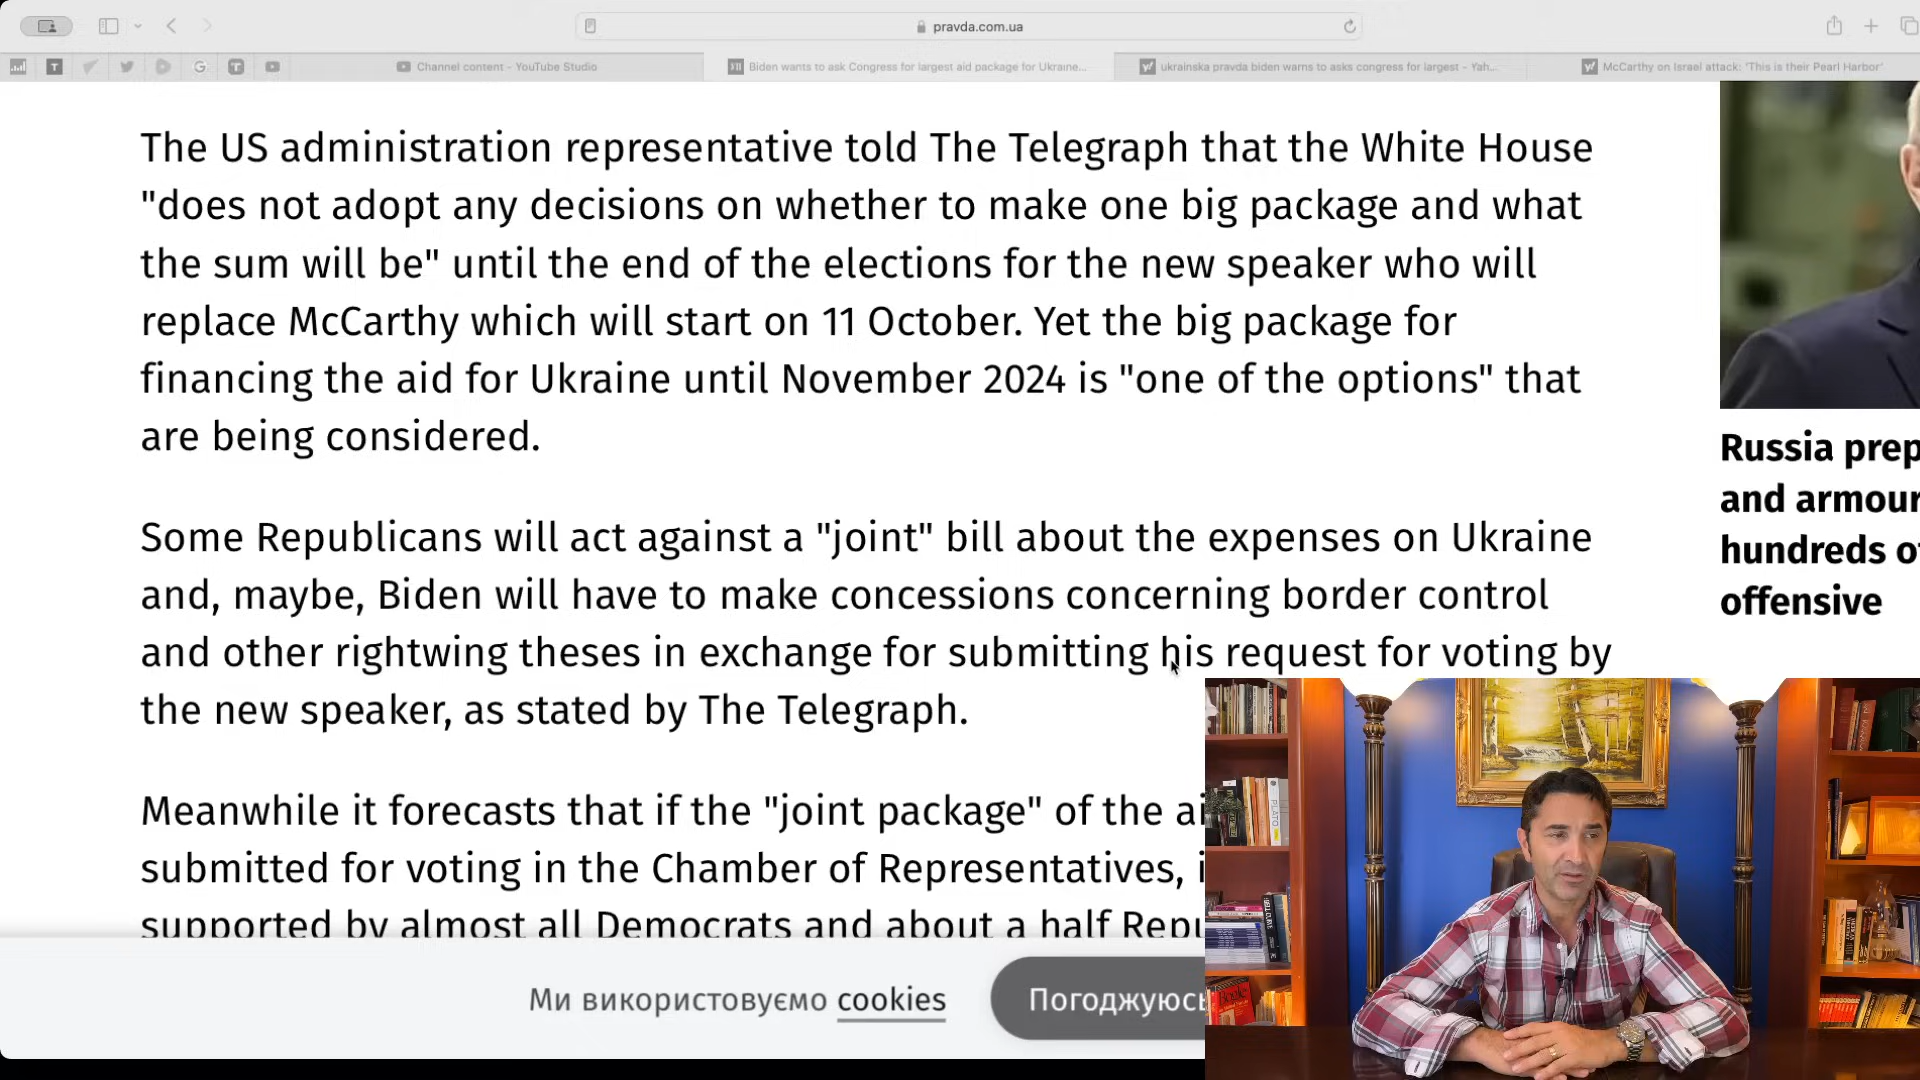 pravda.com.ua
Channel content - YouTube Studio
Biden wants to ask Congress for largest aid package for Ukraine...
ukrainska pravda biden warns to asks congress for largest - Yah...
McCarthy on Israel attack: 'This is their Pearl Harbor'
The US administration representative told The Telegraph that the White House
"does not adopt any decisions on whether to make one big package and what
the sum will be" until the end of the elections for the new speaker who will
replace McCarthy which will start on 11 October. Yet the big package for
financing the aid for Ukraine until November 2024 is "one of the options" that
are being considered.
Some Republicans will act against a "joint" bill about the expenses on Ukraine
and, maybe, Biden will have to make concessions concerning border control
and other rightwing theses in exchange for submitting his request for voting by
the new speaker, as stated by The Telegraph.
Meanwhile it forecasts that if the "joint package" of the ai
submitted for voting in the Chamber of Representatives, i
supported by almost all Democrats and about a half Repu
Russia prep
and armour
hundreds of
offensive
Ми використовуємо cookies
Погоджуюсь
PLATO